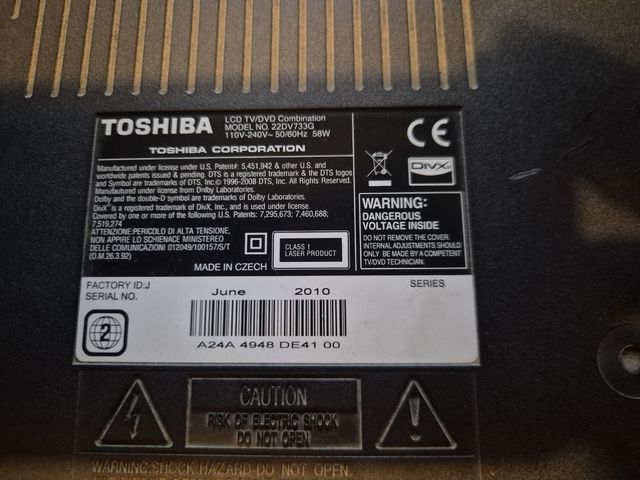 TOSHIBA
LCD TV/DVD Combination
MODEL NO. 22DV733G
110V-240V~ 50/60Hz 58W
TOSHIBA CORPORATION
Manufactured under license under U.S. Patent#: 5,451,942 & other U.S. and
worldwide patents issued & pending. DTS is a registered trademark & the DTS logos
and Symbol are trademarks of DTS, Inc.© 1996-2008 DTS, Inc. All Rights Reserved.
Manufactured under license from Dolby Laboratories.
Dolby and the double-D symbol are trademarks of Dolby Laboratories.
DivX® is a registered trademark of DivX, Inc., and is used under license.
Covered by one or more of the following U.S. Patents: 7,295,673; 7,460,688;
7,519,274
ATTENZIONE:PERICOLO DI ALTA TENSIONE,
NON APPIRE LO SCHIENACE MINISTEREO
DELLE COMUNICAZIONI 012049/100157/S/T
(D.M.26.3.92)
CLASS 1
LASER PRODUCT
MADE IN CZECH
CE
DIVX
WARNING:
DANGEROUS
VOLTAGE INSIDE
DO NOT REMOVE THE COVER.
INTERNAL ADJUSTMENTS SHOULD
ONLY BE MADE BY A COMPETENT
TV/DVD TECHNICIAN.
FACTORY ID:J
SERIAL NO.
June 2010
SERIES
2
A24A 4948 DE41 00
CAUTION
RISK OF ELECTRIC SHOCK
DO NOT OPEN
WARNING:SHOCK HAZARD-DO NOT OPEN